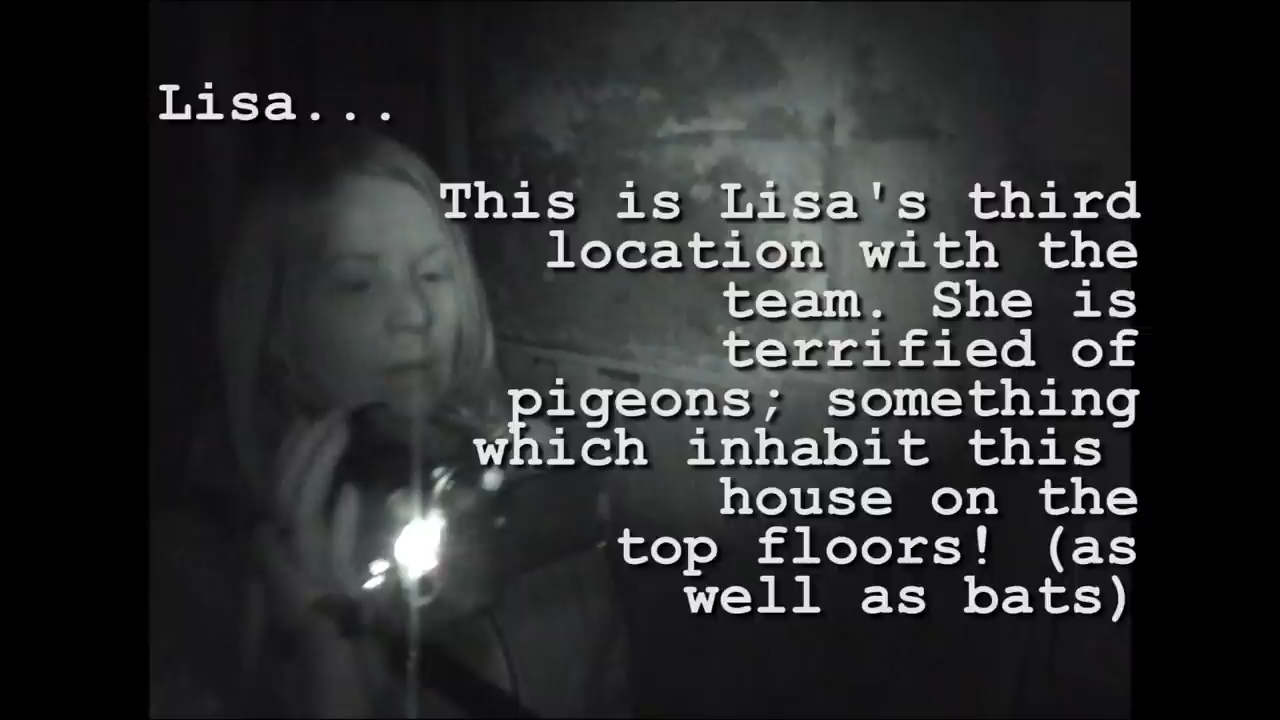 Lisa...
This is Lisa's third
location with the
team. She is
terrified of
pigeons; something
which inhabit this
house on the
top floors! (as
well as bats)